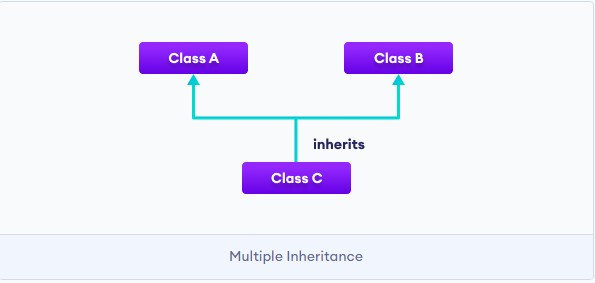 Class A
Class B
inherits
Class C
Multiple Inheritance